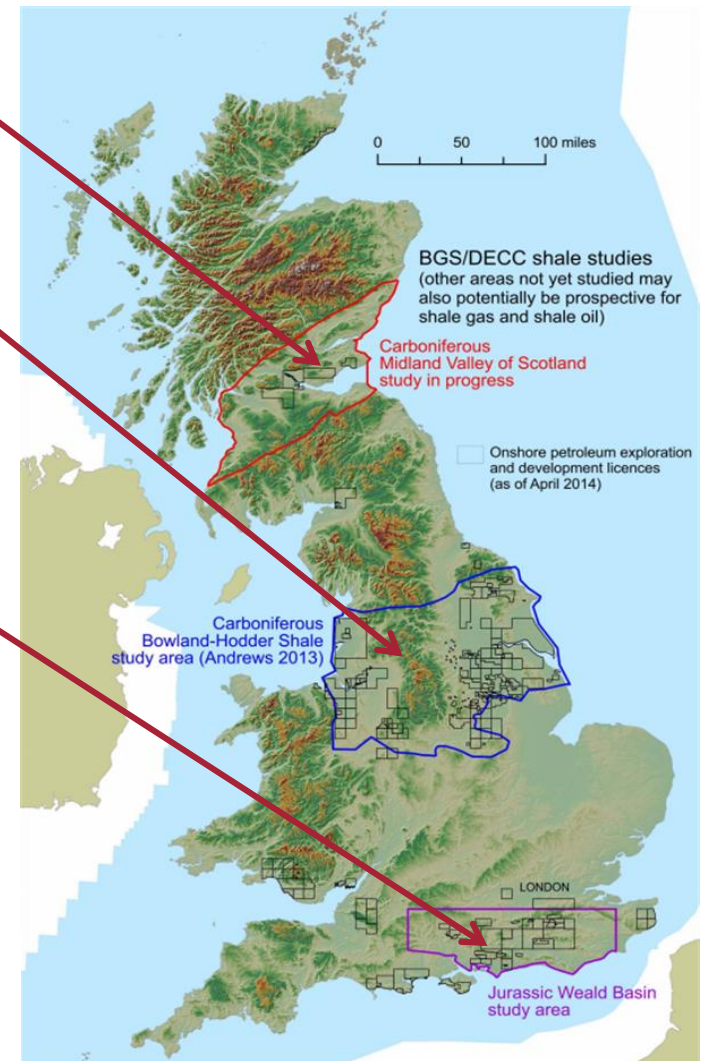 0 50 100 miles
BGS/DECC shale studies
(other areas not yet studied may
also potentially be prospective for
shale gas and shale oil)
Carboniferous
Midland Valley of Scotland
study in progress
Onshore petroleum exploration
and development licences
(as of April 2014)
Carboniferous
Bowland-Hodder Shale
study area (Andrews 2013)
LONDON
Jurassic Weald Basin
study area